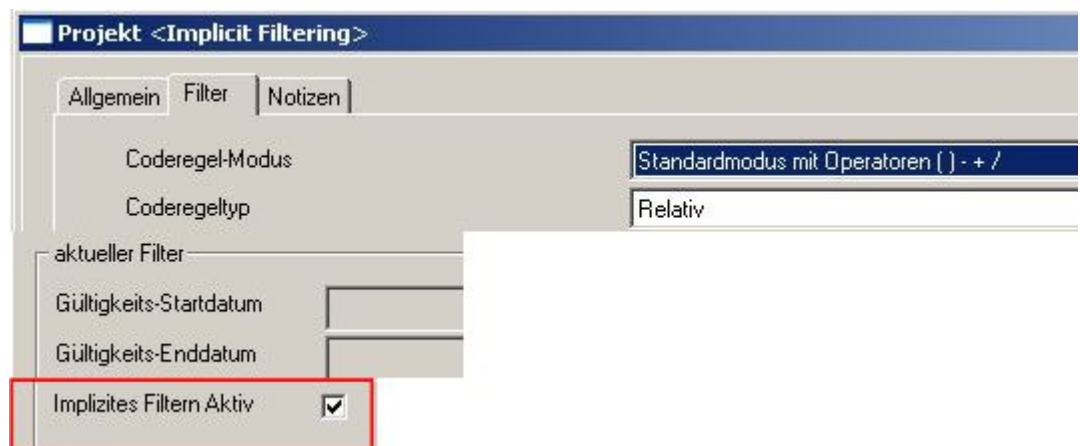 Projekt <Implicit Filtering>
Allgemein Filter Notizen
Coderegel-Modus Standardmodus mit Operatoren ( ) - + /
Coderegeltyp Relativ
aktueller Filter
Gültigkeits-Startdatum
Gültigkeits-Enddatum
Implizites Filtern Aktiv